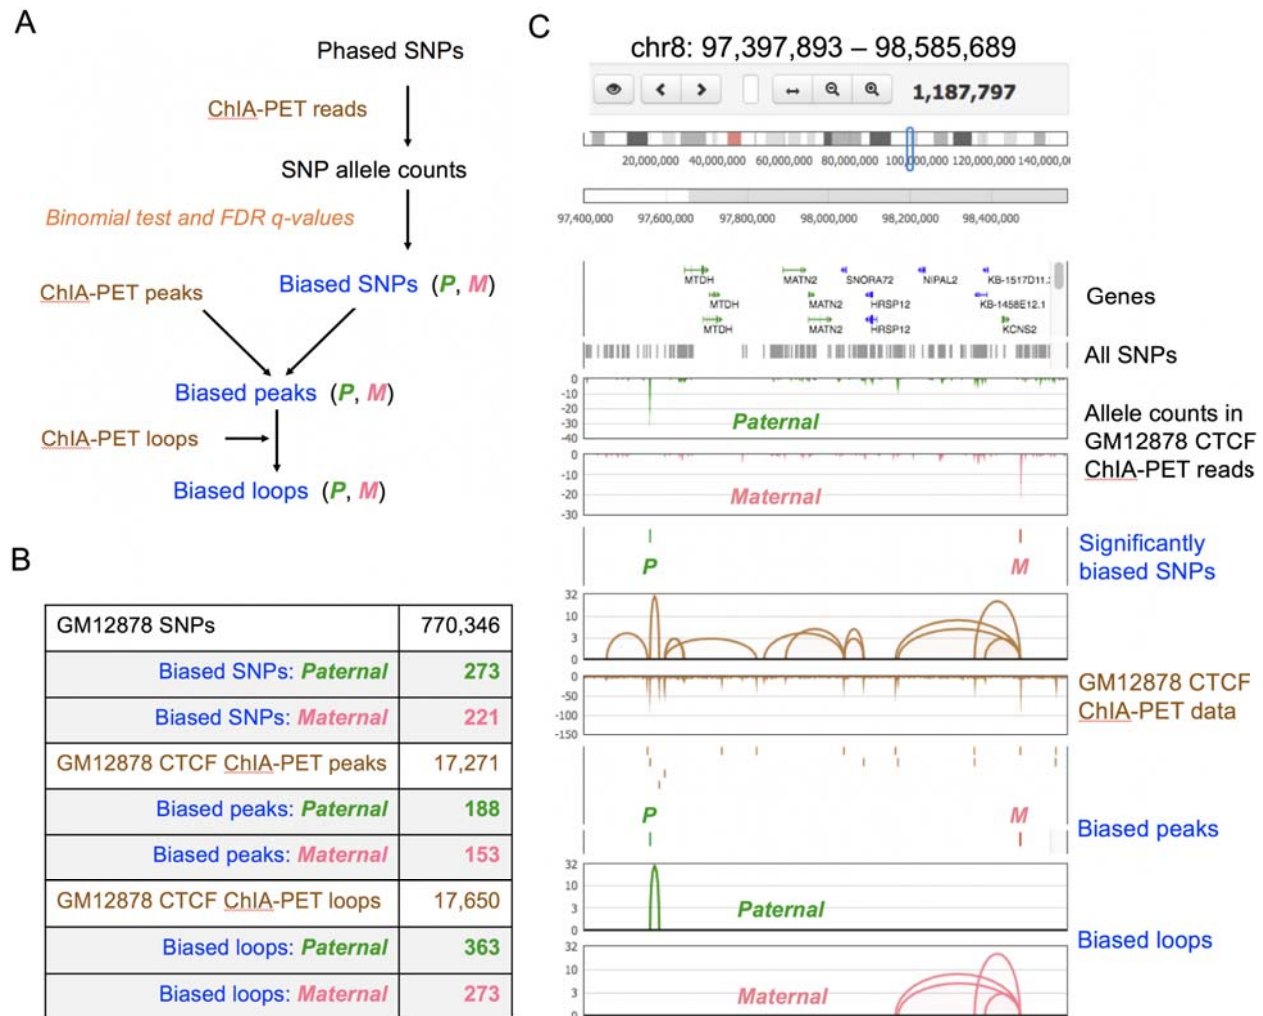 A
Phased SNPs
ChIA-PET reads
SNP allele counts
Binomial test and FDR q-values
ChIA-PET peaks
Biased SNPs (P, M)
Biased peaks (P, M)
ChIA-PET loops
Biased loops (P, M)
B
GM12878 SNPs 770,346
Biased SNPs: Paternal 273
Biased SNPs: Maternal 221
GM12878 CTCF ChIA-PET peaks 17,271
Biased peaks: Paternal 188
Biased peaks: Maternal 153
GM12878 CTCF ChIA-PET loops 17,650
Biased loops: Paternal 363
Biased loops: Maternal 273
C
chr8: 97,397,893 – 98,585,689
1,187,797
20,000,000 40,000,000 60,000,000 80,000,000 100,000,000 120,000,000 140,000,0
97,400,000 97,600,000 97,800,000 98,000,000 98,200,000 98,400,000
MTDH MATN2 SNORA72 NIPAL2 KB-1517D11.
MTDH MATN2 HRSP12 KB-1458E12.1
MTDH MATN2 HRSP12 KCNS2
Genes
All SNPs
0
-10
-20
-30
-40
Paternal
0
-10
-20
-30
Maternal
Allele counts in
GM12878 CTCF
ChIA-PET reads
P M
Significantly
biased SNPs
32
10
3
0
0
-50
-100
-150
GM12878 CTCF
ChIA-PET data
P M
Biased peaks
32
10
3
0
Paternal
32
10
3
0
Maternal
Biased loops